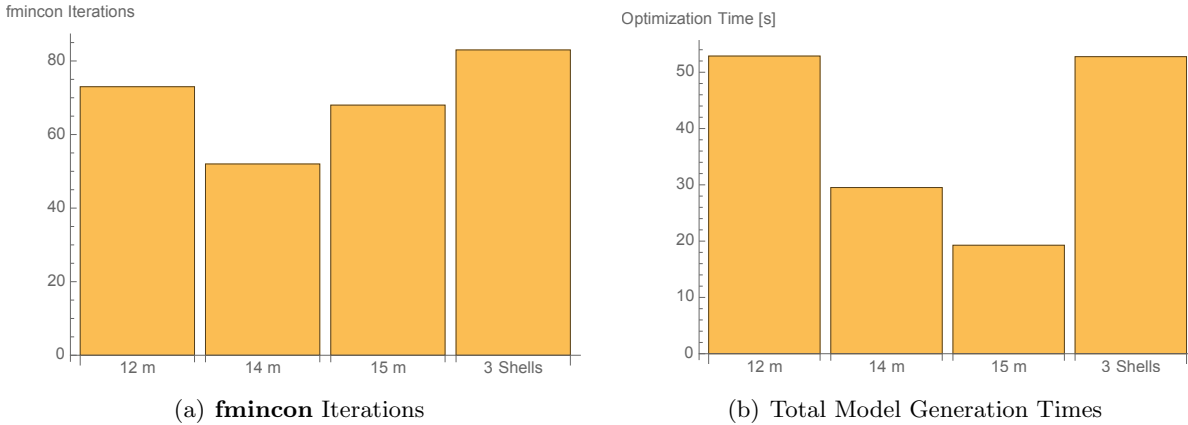 fmincon Iterations
80
60
40
20
0
12 m 14 m 15 m 3 Shells
(a) fmincon Iterations
Optimization Time [s]
50
40
30
20
10
0
12 m 14 m 15 m 3 Shells
(b) Total Model Generation Times